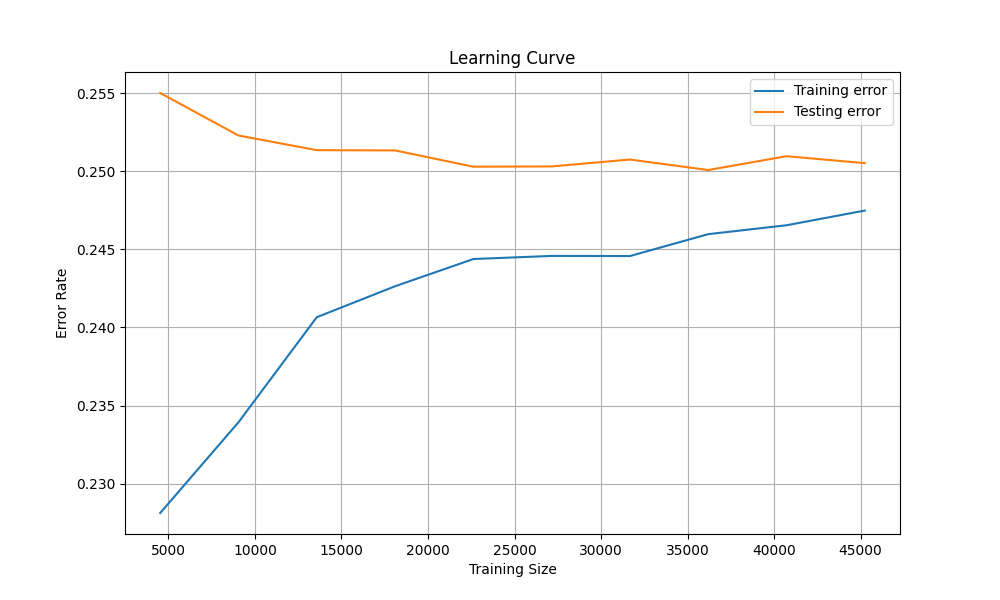 Learning Curve
Training error
Testing error
Error Rate
0.255
0.250
0.245
0.240
0.235
0.230
5000 10000 15000 20000 25000 30000 35000 40000 45000
Training Size